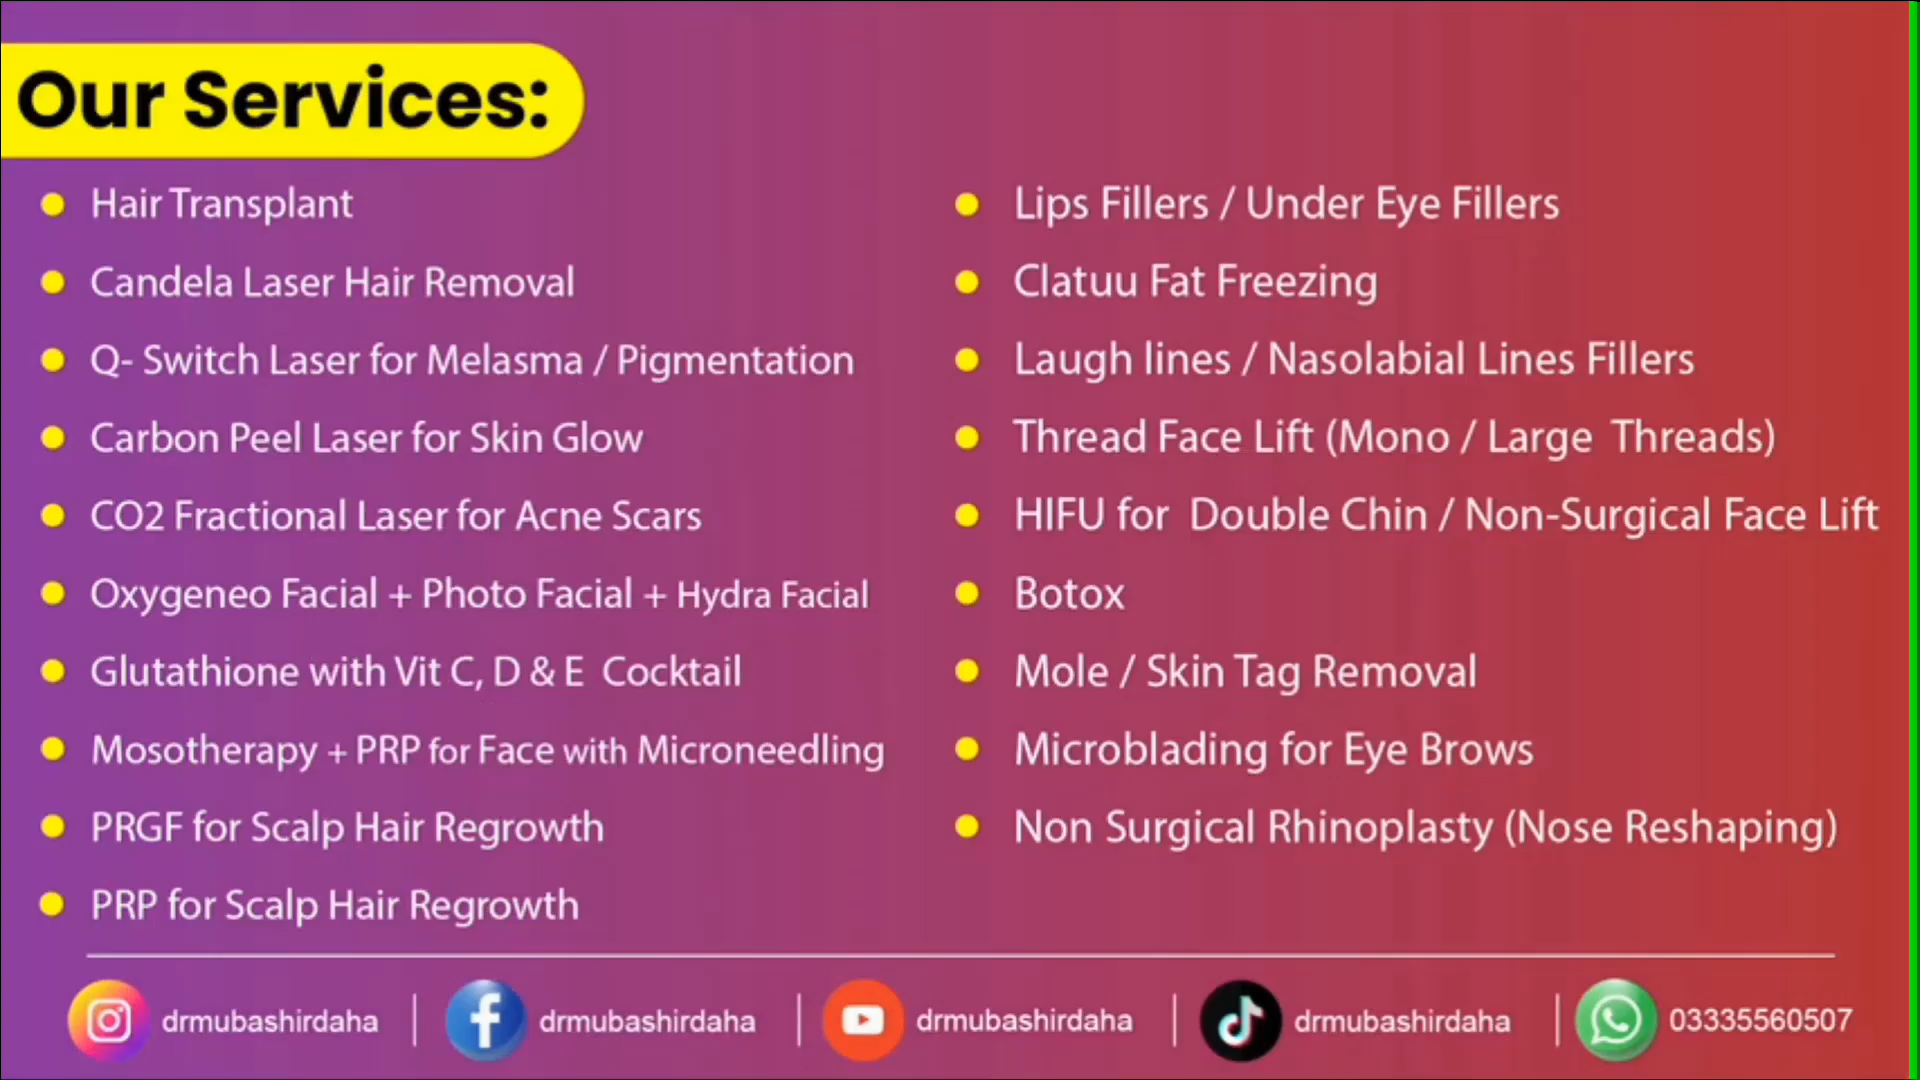 Our Services:
Hair Transplant
Candela Laser Hair Removal
Q- Switch Laser for Melasma / Pigmentation
Carbon Peel Laser for Skin Glow
CO2 Fractional Laser for Acne Scars
Oxygeneo Facial + Photo Facial + Hydra Facial
Glutathione with Vit C, D & E Cocktail
Mosotherapy + PRP for Face with Microneedling
PRGF for Scalp Hair Regrowth
PRP for Scalp Hair Regrowth
Lips Fillers / Under Eye Fillers
Clatuu Fat Freezing
Laugh lines / Nasolabial Lines Fillers
Thread Face Lift (Mono / Large Threads)
HIFU for Double Chin / Non-Surgical Face Lift
Botox
Mole / Skin Tag Removal
Microblading for Eye Brows
Non Surgical Rhinoplasty (Nose Reshaping)
drmubashirdaha | drmubashirdaha | drmubashirdaha | drmubashirdaha | 03335560507